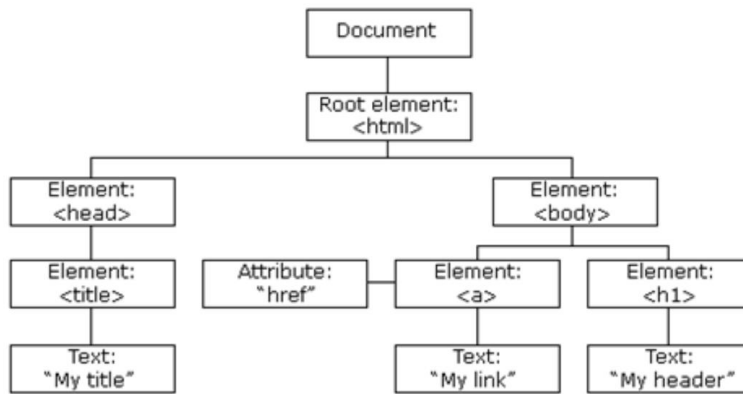 Document
Root element:
<html>
Element:
<head>
Element:
<body>
Element:
<title>
Attribute:
"href"
Element:
<a>
Element:
<h1>
Text:
"My title"
Text:
"My link"
Text:
"My header"